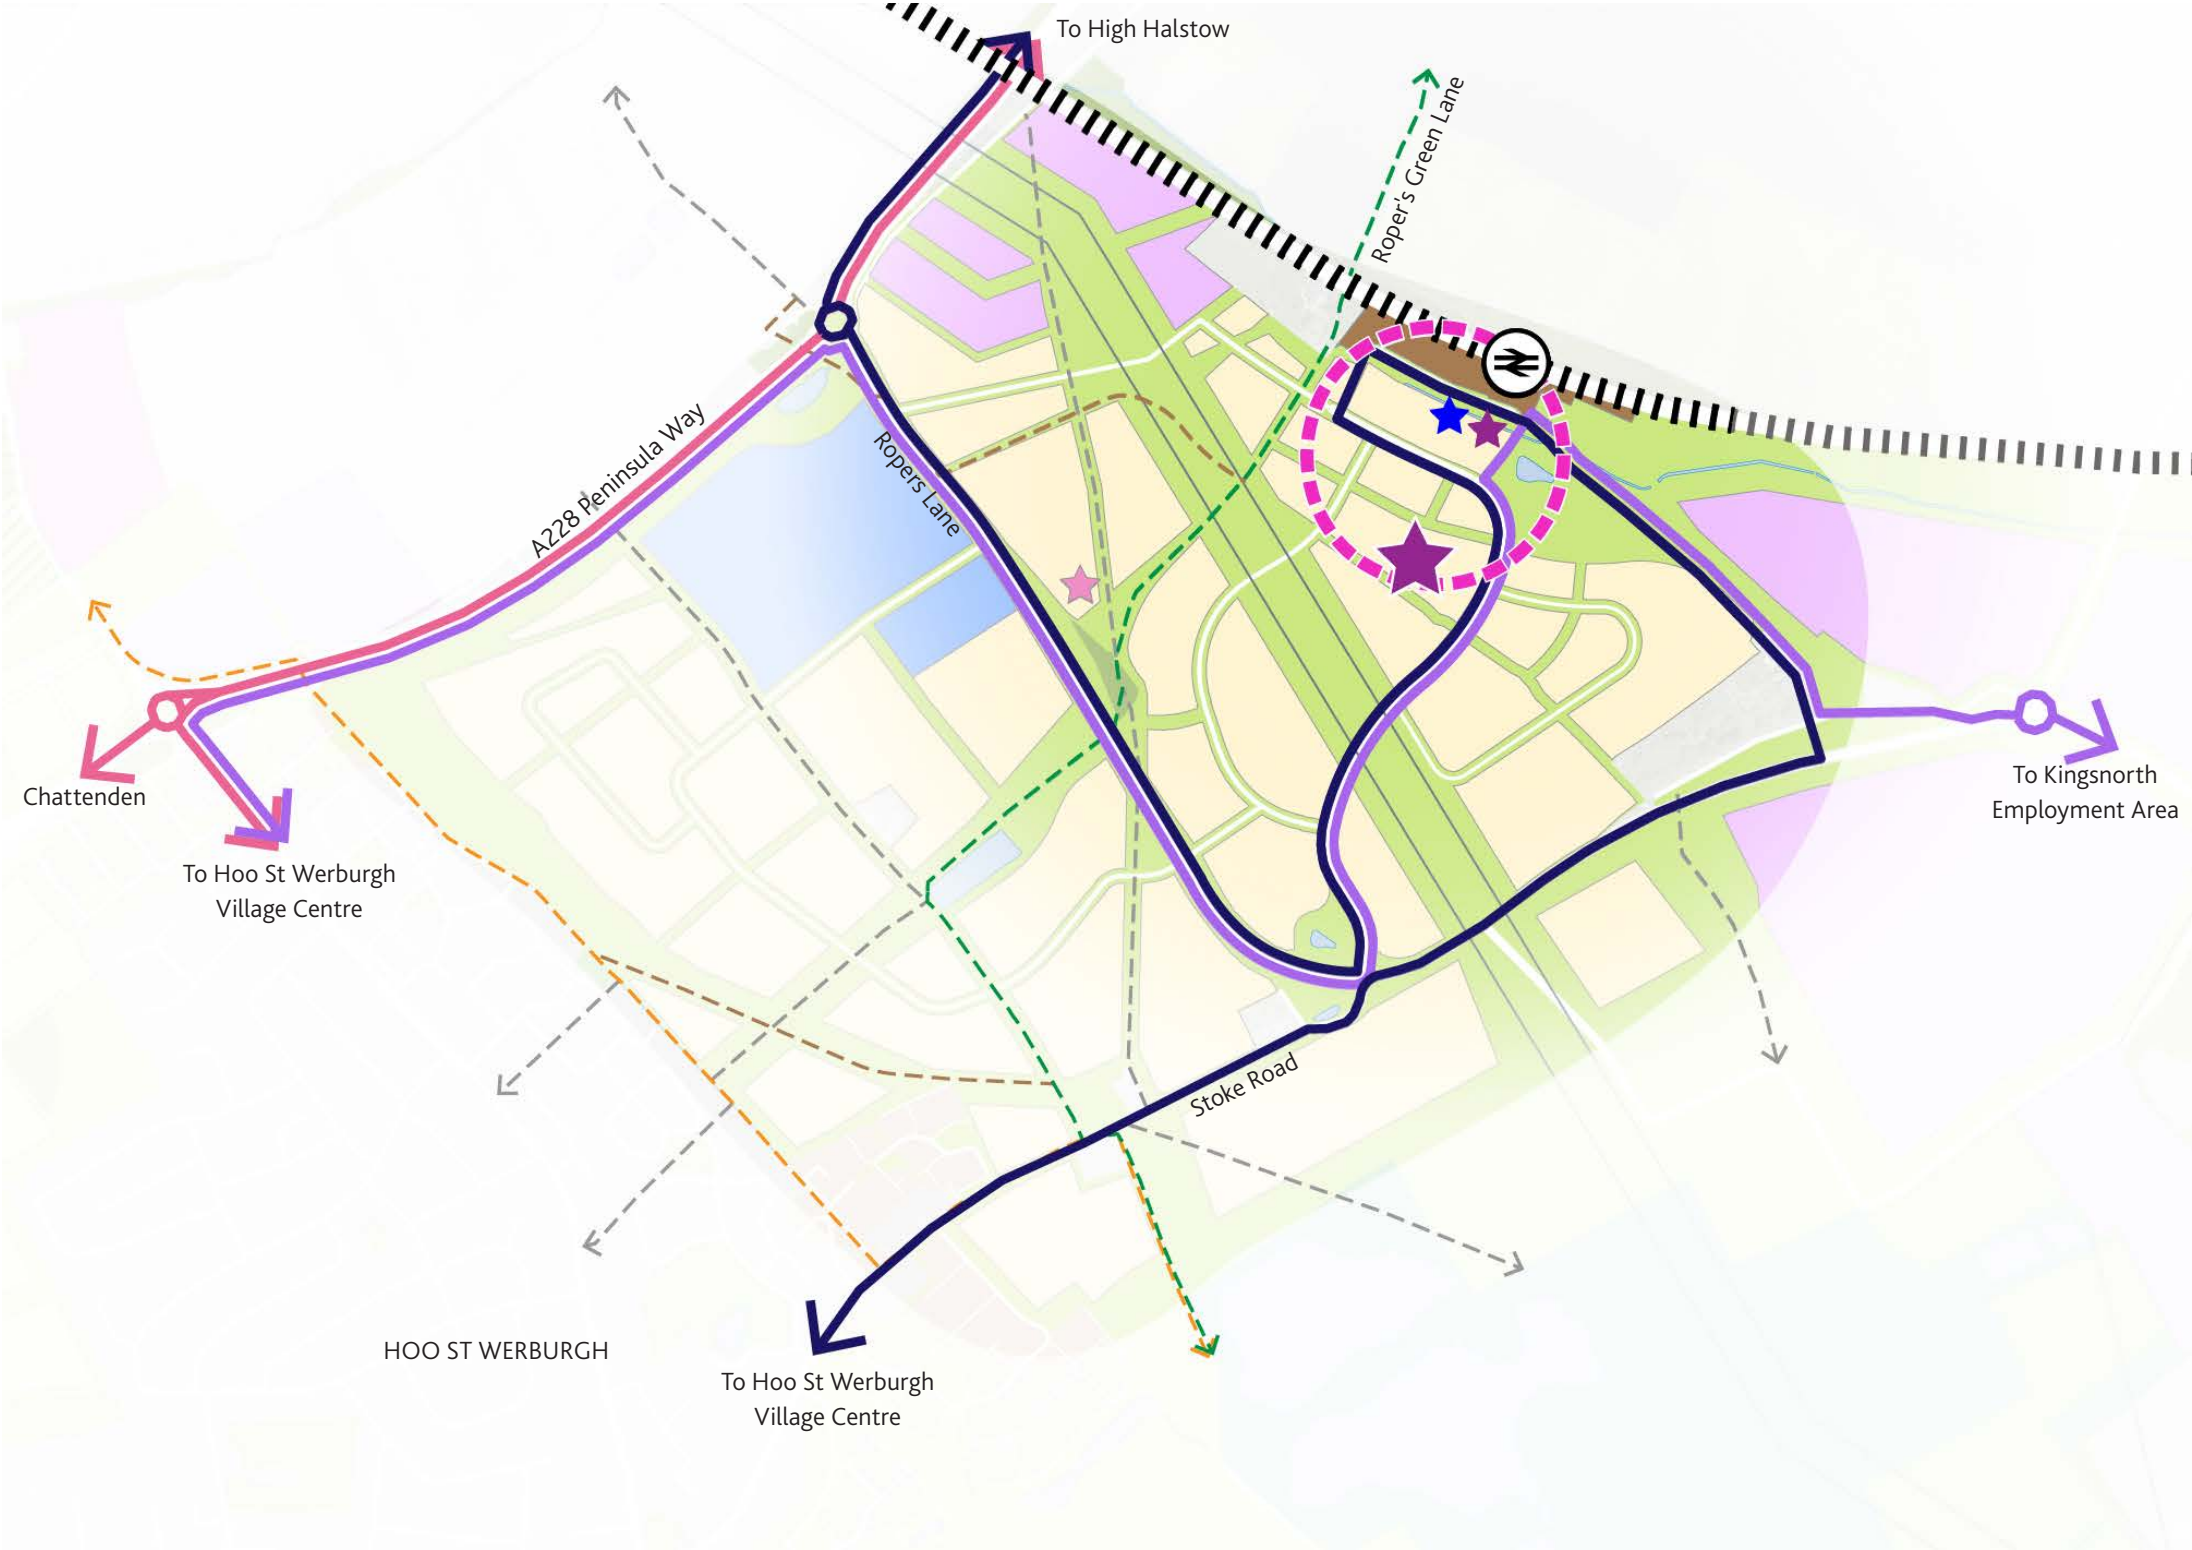 To High Halstow
Roper's Green Lane
A228 Peninsula Way
Ropers Lane
Chattenden
To Hoo St Werburgh
Village Centre
To Kingsnorth
Employment Area
Stoke Road
HOO ST WERBURGH
To Hoo St Werburgh
Village Centre